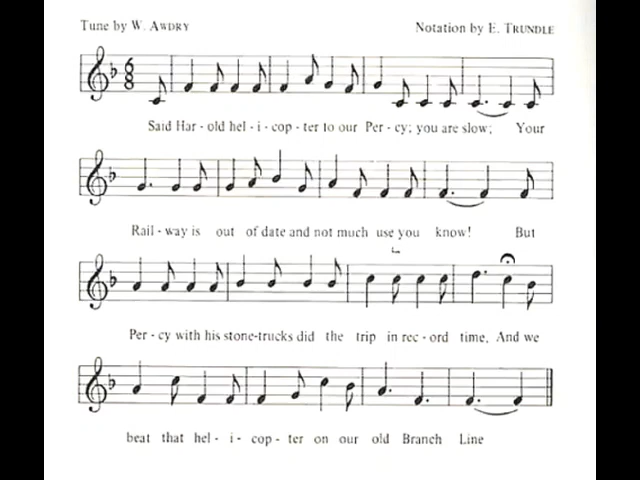 Tune by W. AWDRY Notation by E. TRUNDLE
6
8
Said Har - old hel - i - cop - ter to our Per - cy; you are slow; Your
Rail - way is out of date and not much use you know! But
Per - cy with his stone-trucks did the trip in rec - ord time, And we
beat that hel - i - cop - ter on our old Branch Line